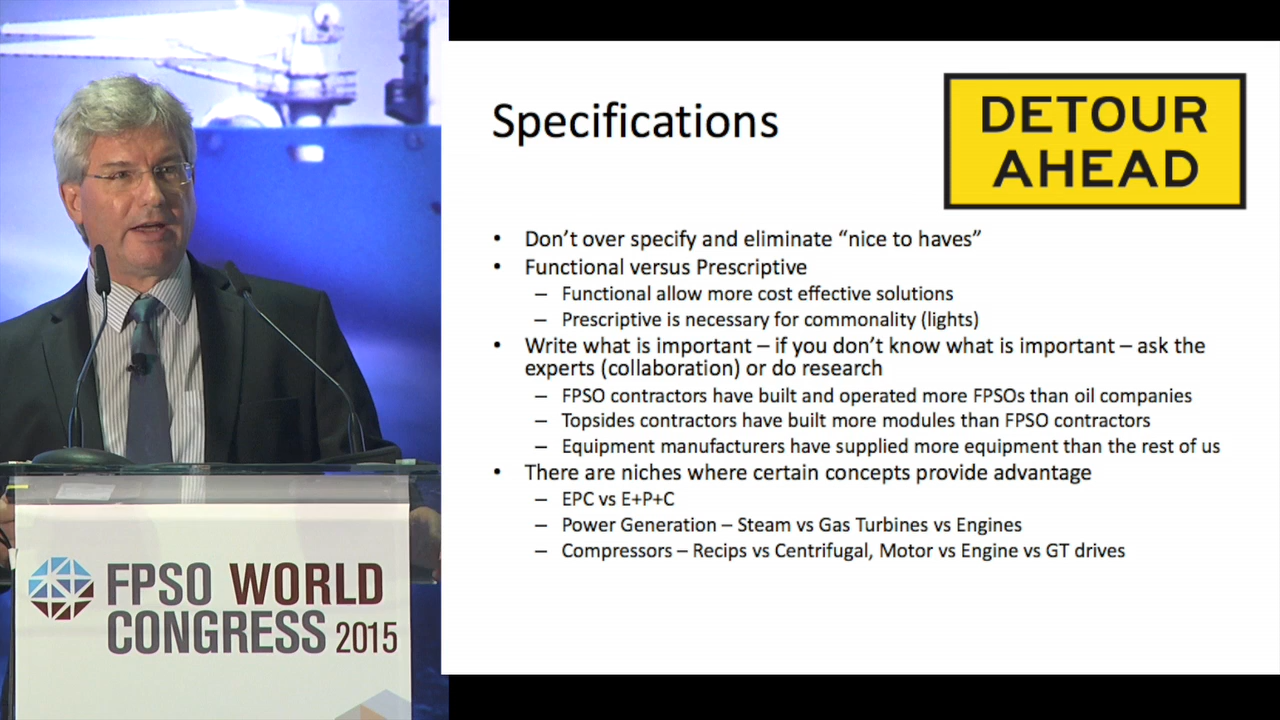 Specifications
DETOUR
AHEAD
• Don’t over specify and eliminate “nice to haves”
• Functional versus Prescriptive
– Functional allow more cost effective solutions
– Prescriptive is necessary for commonality (lights)
• Write what is important – if you don’t know what is important – ask the
experts (collaboration) or do research
– FPSO contractors have built and operated more FPSOs than oil companies
– Topsides contractors have built more modules than FPSO contractors
– Equipment manufacturers have supplied more equipment than the rest of us
• There are niches where certain concepts provide advantage
– EPC vs E+P+C
– Power Generation – Steam vs Gas Turbines vs Engines
– Compressors – Recips vs Centrifugal, Motor vs Engine vs GT drives
FPSO WORLD
CONGRESS 2015